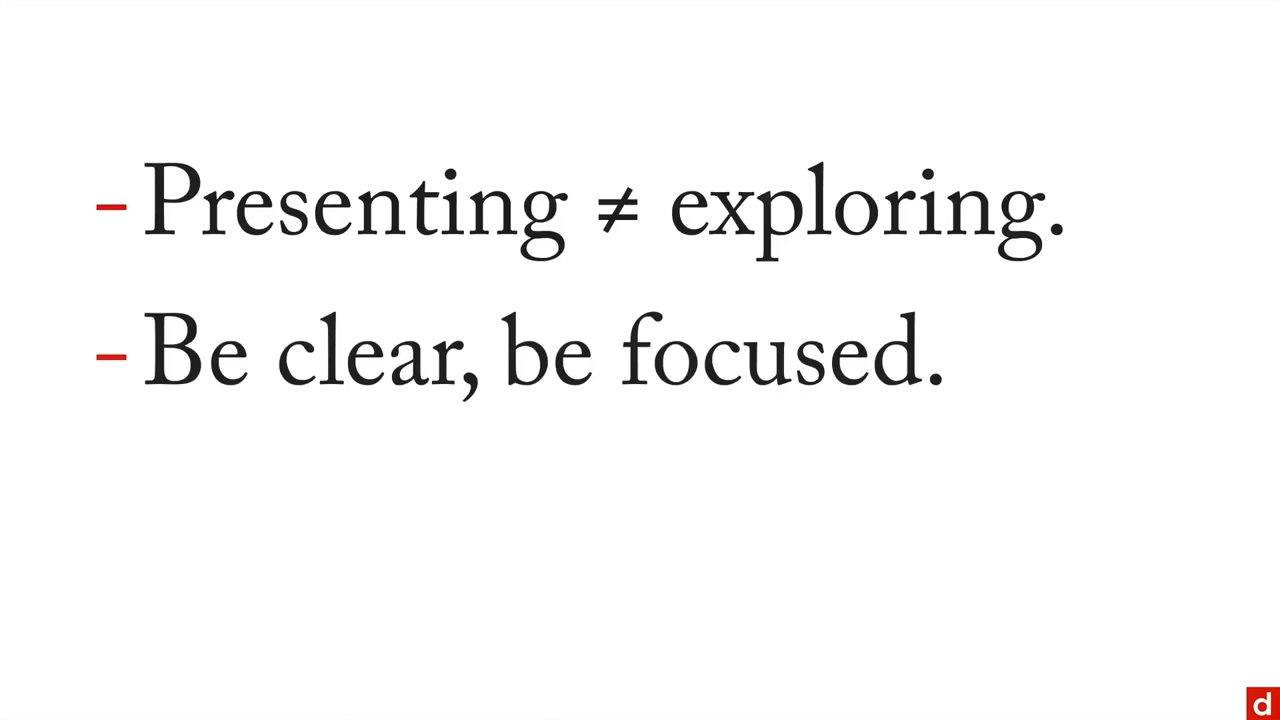 - Presenting ≠ exploring.
- Be clear, be focused.
d